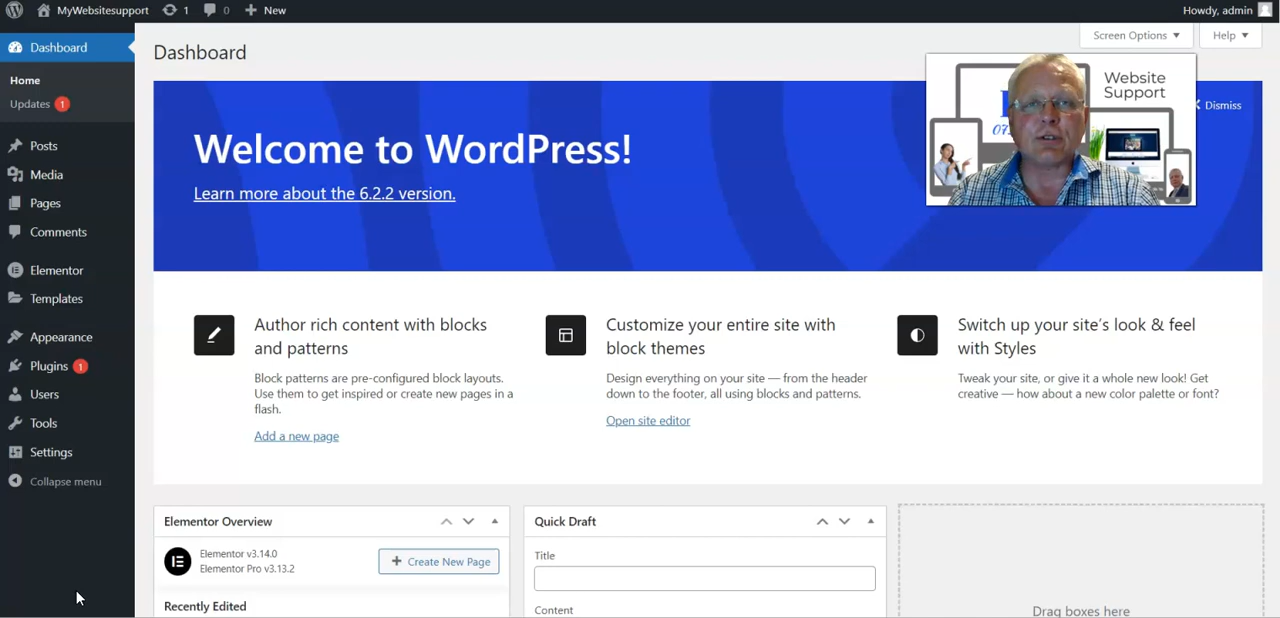 MyWebsitesupport 1 0 New Howdy, admin
Dashboard
Home
Updates 1
Posts
Media
Pages
Comments
Elementor
Templates
Appearance
Plugins 1
Users
Tools
Settings
Collapse menu
Screen Options Help
Dashboard
Website
Support
Dismiss
Welcome to WordPress!
Learn more about the 6.2.2 version.
Author rich content with blocks
and patterns
Block patterns are pre-configured block layouts.
Use them to get inspired or create new pages in a
flash.
Add a new page
Customize your entire site with
block themes
Design everything on your site — from the header
down to the footer, all using blocks and patterns.
Open site editor
Switch up your site’s look & feel
with Styles
Tweak your site, or give it a whole new look! Get
creative — how about a new color palette or font?
Elementor Overview
Elementor v3.14.0
Elementor Pro v3.13.2
Create New Page
Recently Edited
Quick Draft
Title
Content
Drag boxes here